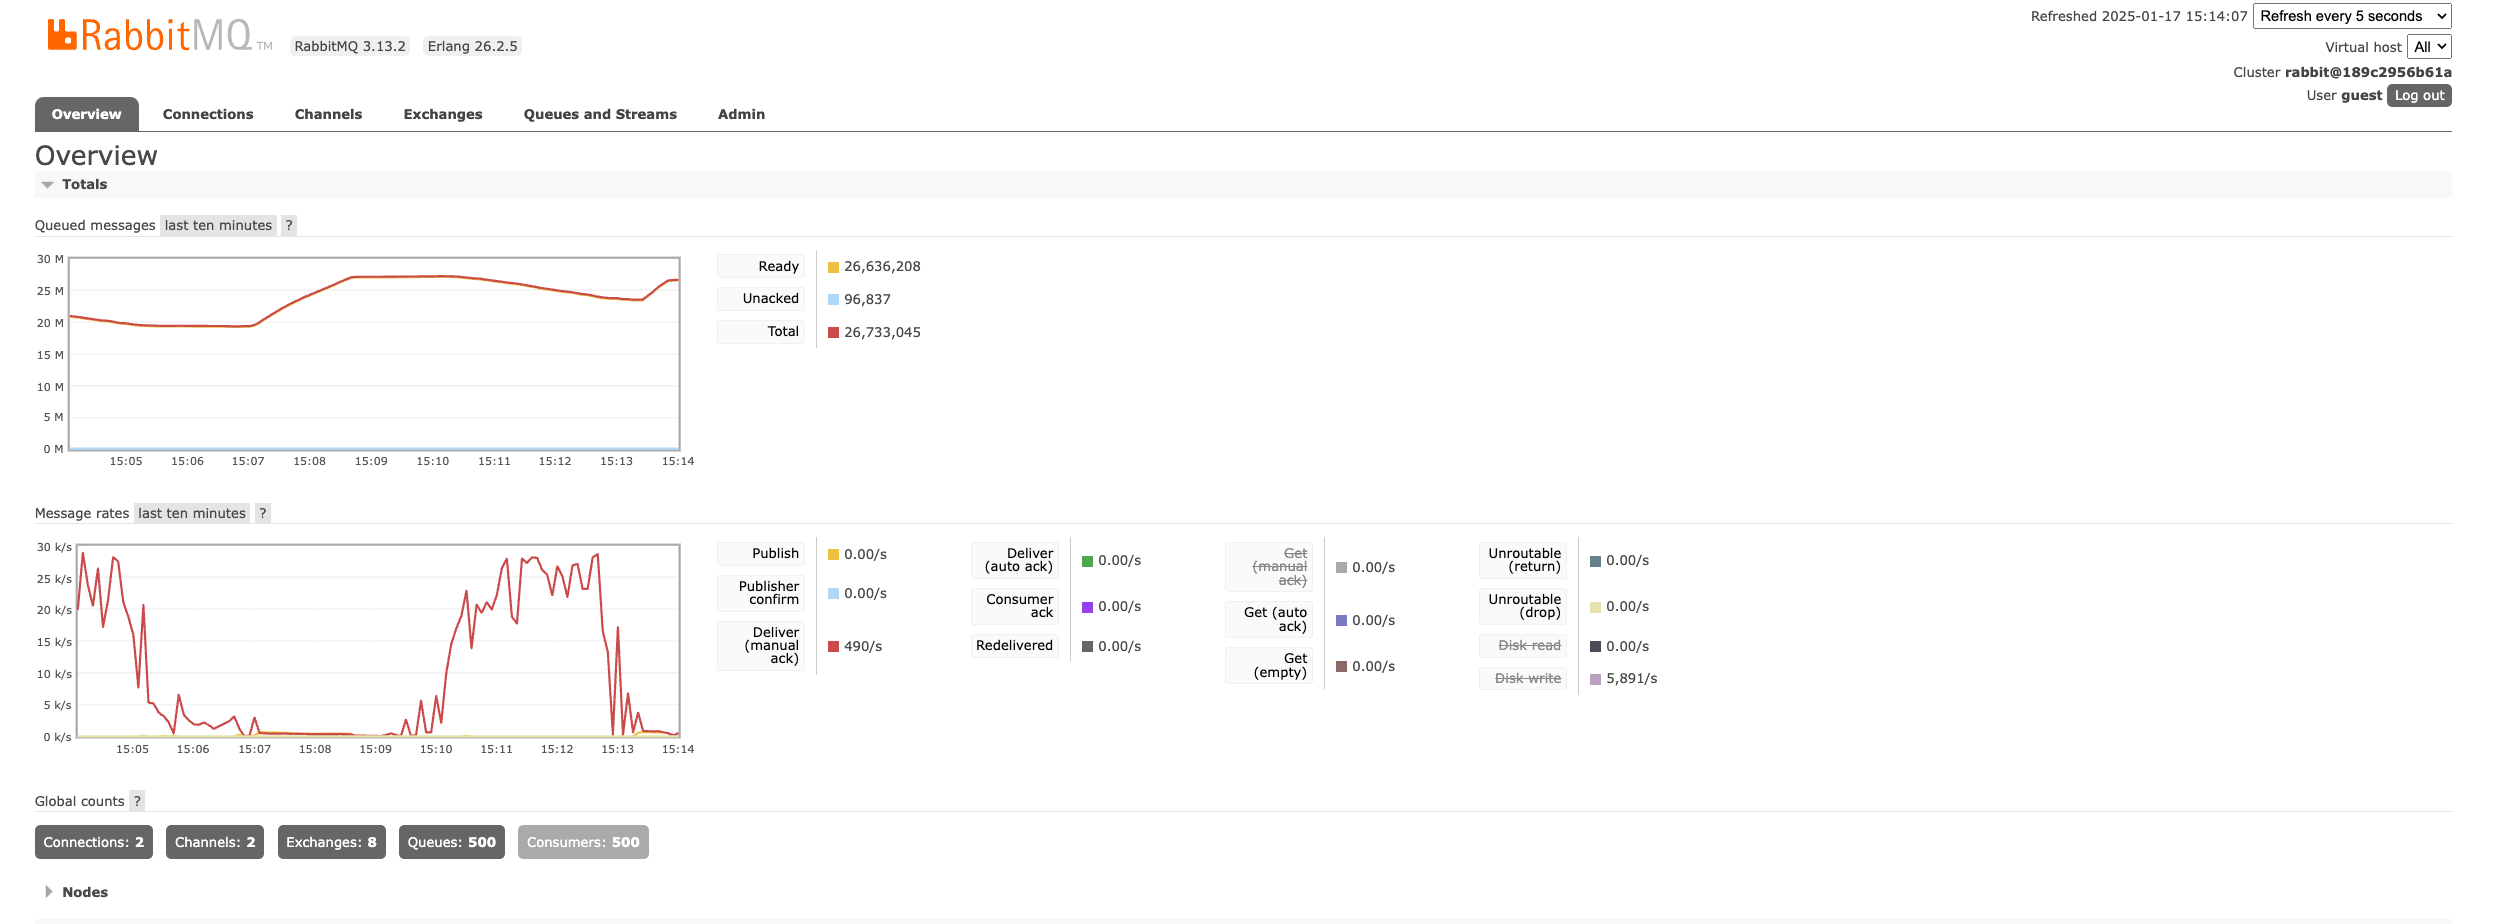 RabbitMQ TM RabbitMQ 3.13.2 Erlang 26.2.5
Refreshed 2025-01-17 15:14:07 Refresh every 5 seconds
Virtual host All
Cluster rabbit@189c2956b61a
User guest Log out
Overview Connections Channels Exchanges Queues and Streams Admin
Overview
Totals
Queued messages last ten minutes ?
30 M
25 M
20 M
15 M
10 M
5 M
0 M
15:05 15:06 15:07 15:08 15:09 15:10 15:11 15:12 15:13 15:14
Ready 26,636,208
Unacked 96,837
Total 26,733,045
Message rates last ten minutes ?
30 k/s
25 k/s
20 k/s
15 k/s
10 k/s
5 k/s
0 k/s
15:05 15:06 15:07 15:08 15:09 15:10 15:11 15:12 15:13 15:14
Publish 0.00/s
Publisher
confirm 0.00/s
Deliver
(manual
ack) 490/s
Deliver
(auto ack) 0.00/s
Consumer
ack 0.00/s
Redelivered 0.00/s
Get
(manual
ack) 0.00/s
Get (auto
ack) 0.00/s
Get
(empty) 0.00/s
Unroutable
(return) 0.00/s
Unroutable
(drop) 0.00/s
Disk read 0.00/s
Disk write 5,891/s
Global counts ?
Connections: 2 Channels: 2 Exchanges: 8 Queues: 500 Consumers: 500
Nodes